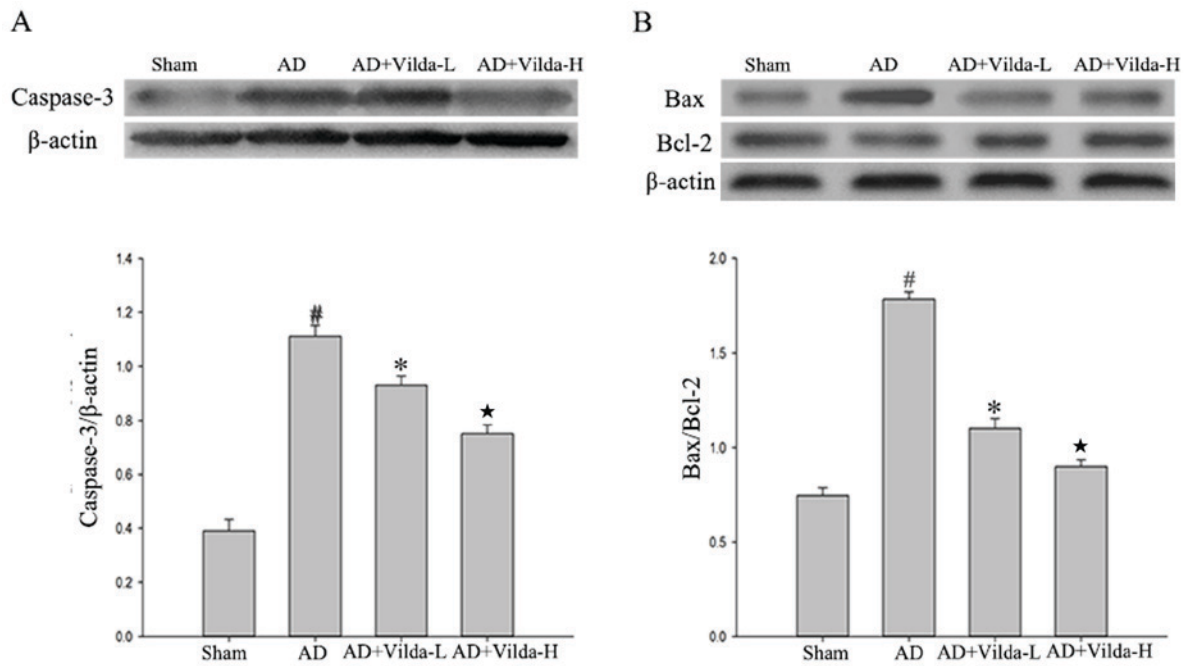 A
Sham AD AD+Vilda-L AD+Vilda-H
Caspase-3
β-actin
B
Sham AD AD+Vilda-L AD+Vilda-H
Bax
Bcl-2
β-actin
Caspase-3/β-actin
1.4
1.2
1.0
0.8
0.6
0.4
0.2
0.0
#
*
★
Sham AD AD+Vilda-L AD+Vilda-H
Bax/Bcl-2
2.0
1.5
1.0
0.5
0.0
#
*
★
Sham AD AD+Vilda-L AD+Vilda-H